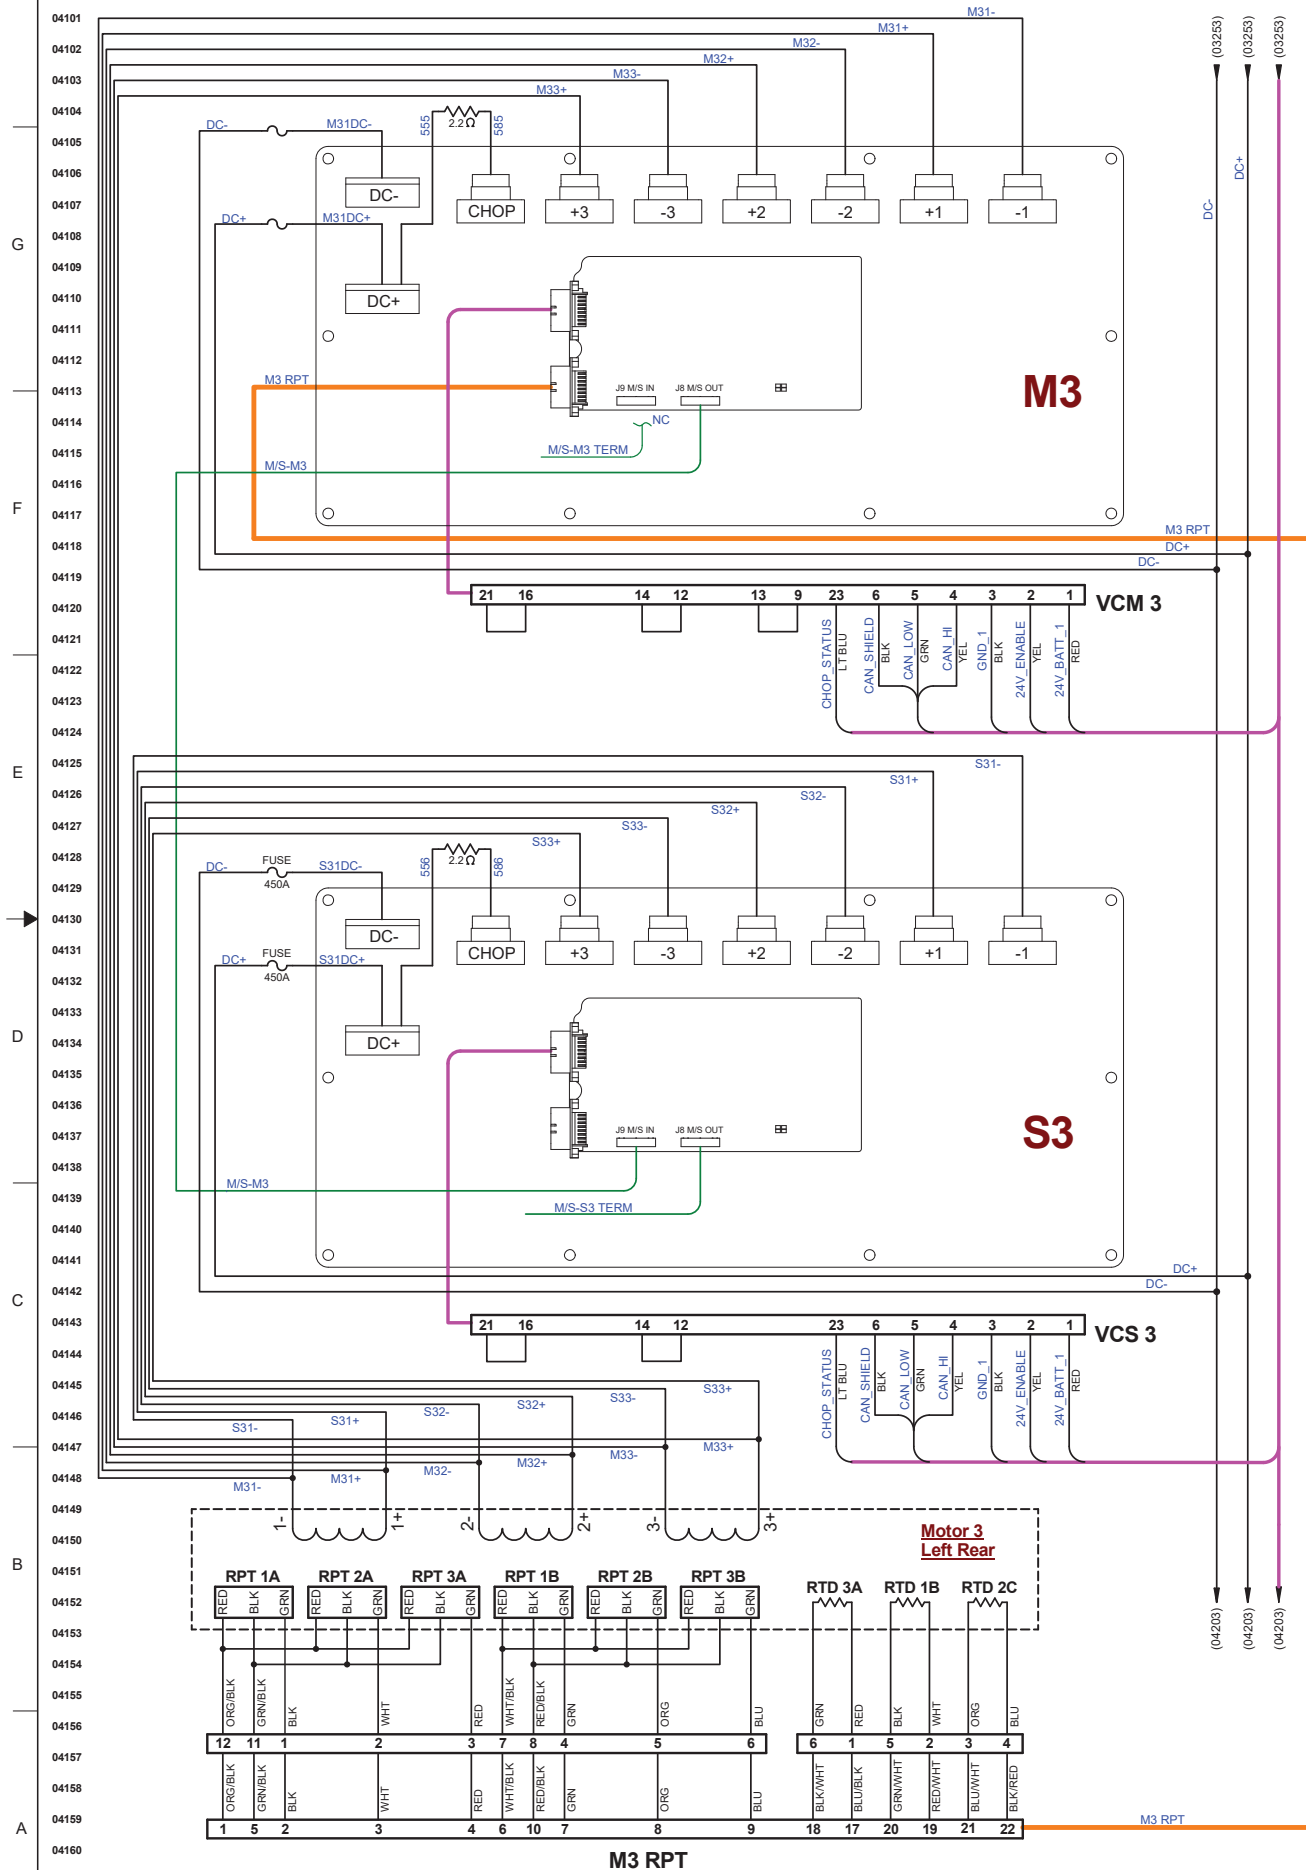 04101
04102
04103
04104
04105
04106
04107
04108
04109
04110
04111
04112
04113
04114
04115
04116
04117
04118
04119
04120
04121
04122
04123
04124
04125
04126
04127
04128
04129
04130
04131
04132
04133
04134
04135
04136
04137
04138
04139
04140
04141
04142
04143
04144
04145
04146
04147
04148
04149
04150
04151
04152
04153
04154
04155
04156
04157
04158
04159
04160
G
F
E
D
C
B
A
M31-
M31+
M32-
M32+
M33-
M33+
(03253) (03253) (03253)
DC- M31DC- 555 2.2 Ω 585
DC+ M31DC+
DC- CHOP +3 -3 +2 -2 +1 -1
DC+
DC- DC+
M3 RPT
J9 M/S IN J8 M/S OUT
M3
NC
M/S-M3 TERM
M/S-M3
M3 RPT
DC+
DC-
21 16 14 12 13 9 23 6 5 4 3 2 1
VCM 3
CHOP_STATUS LT BLU
CAN_SHIELD BLK
CAN_LOW GRN
CAN_HI YEL
GND_1 BLK
24V_ENABLE YEL
24V_BATT_1 RED
S31-
S31+
S32-
S32+
S33-
S33+
DC- FUSE 450A S31DC- 556 2.2 Ω 586
DC+ FUSE 450A S31DC+
DC- CHOP +3 -3 +2 -2 +1 -1
DC+
J9 M/S IN J8 M/S OUT
S3
M/S-M3
M/S-S3 TERM
DC+
DC-
21 16 14 12 23 6 5 4 3 2 1
VCS 3
CHOP_STATUS LT BLU
CAN_SHIELD BLK
CAN_LOW GRN
CAN_HI YEL
GND_1 BLK
24V_ENABLE YEL
24V_BATT_1 RED
S31- S31+ S32- S32+ S33- S33+
M31- M31+ M32- M32+ M33- M33+
1- 1+ 2- 2+ 3- 3+
Motor 3
Left Rear
RPT 1A RPT 2A RPT 3A RPT 1B RPT 2B RPT 3B RTD 3A RTD 1B RTD 2C
RED BLK GRN RED BLK GRN RED BLK GRN RED BLK GRN RED BLK GRN RED BLK GRN
(04203) (04203) (04203)
ORG/BLK GRN/BLK BLK WHT RED WHT/BLK RED/BLK GRN ORG BLU GRN RED BLK WHT ORG BLU
12 11 1 2 3 7 8 4 5 6 6 1 5 2 3 4
ORG/BLK GRN/BLK BLK WHT RED WHT/BLK RED/BLK GRN ORG BLU BLK/WHT BLU/BLK GRN/WHT RED/WHT BLU/WHT BLK/RED
1 5 2 3 4 6 10 7 8 9 18 17 20 19 21 22
M3 RPT
M3 RPT